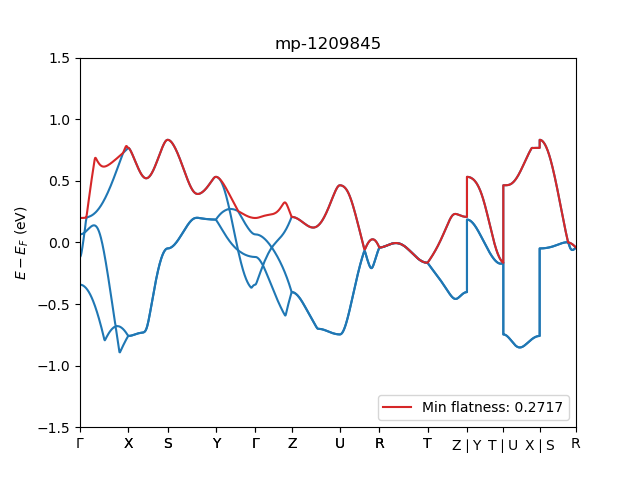 mp-1209845
1.5
1.0
0.5
0.0
−0.5
−1.0
−1.5
E − E_F (eV)
Min flatness: 0.2717
Γ X S Y Γ Z U R T Z | Y T | U X | S R